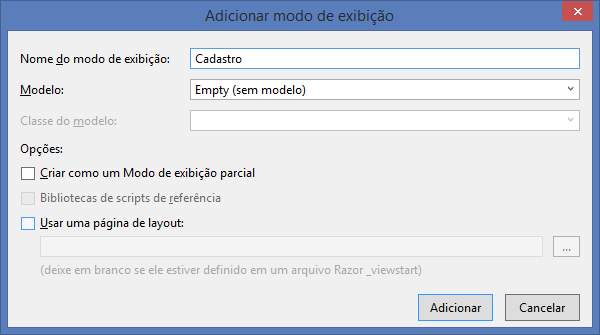 Adicionar modo de exibição
Nome do modo de exibição: Cadastro
Modelo: Empty (sem modelo)
Classe do modelo:
Opções:
Criar como um Modo de exibição parcial
Bibliotecas de scripts de referência
Usar uma página de layout:
...
(deixe em branco se ele estiver definido em um arquivo Razor _viewstart)
Adicionar Cancelar